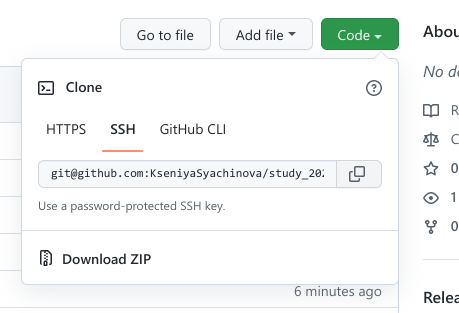 Go to file Add file Code Abou
No de
Clone
HTTPS SSH GitHub CLI
git@github.com:KseniyaSyachinova/study_202
Use a password-protected SSH key.
Download ZIP
6 minutes ago
R
C
0
1
0
Relea